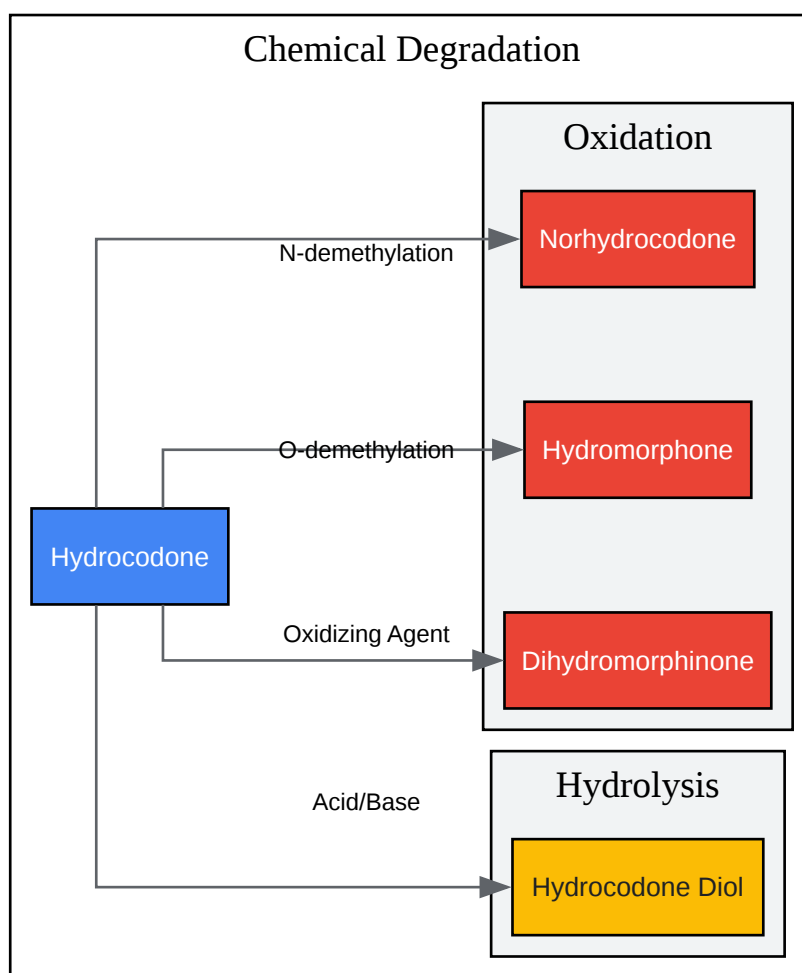 Chemical Degradation
Oxidation
Norhydrocodone
N-demethylation
O-demethylation
Hydromorphone
Hydrocodone
Oxidizing Agent
Dihydromorphinone
Hydrolysis
Acid/Base
Hydrocodone Diol